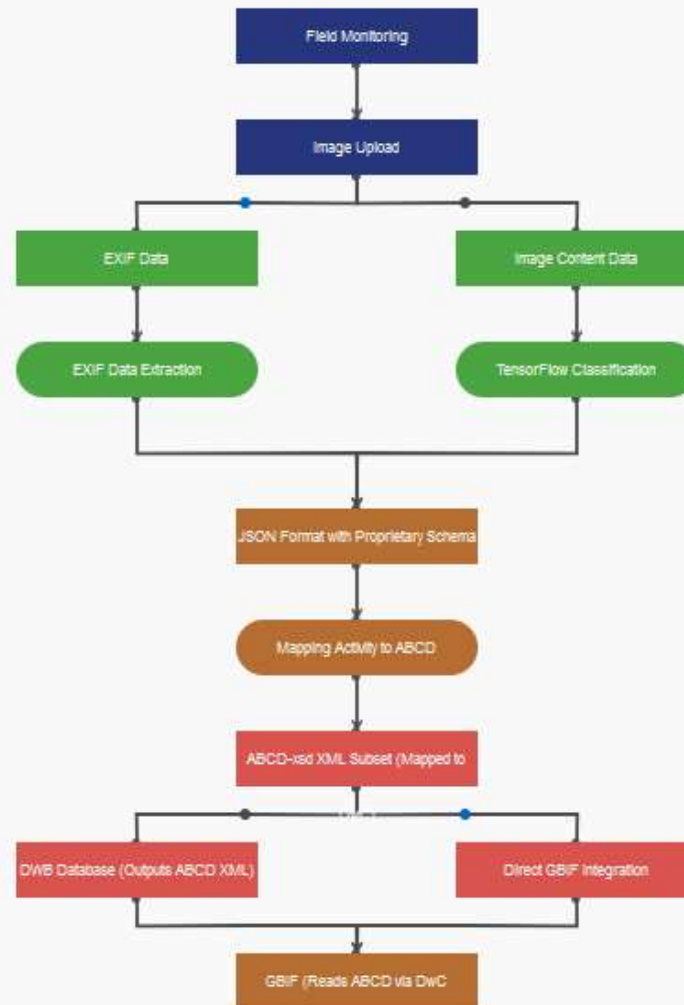 Field Monitoring
Image Upload
EXIF Data
Image Content Data
EXIF Data Extraction
TensorFlow Classification
JSON Format with Proprietary Schema
Mapping Activity to ABCD
ABCD-xsd XML Subset (Mapped to
DWB Database (Outputs ABCD XML)
Direct GBIF Integration
GBIF (Reads ABCD via DwC